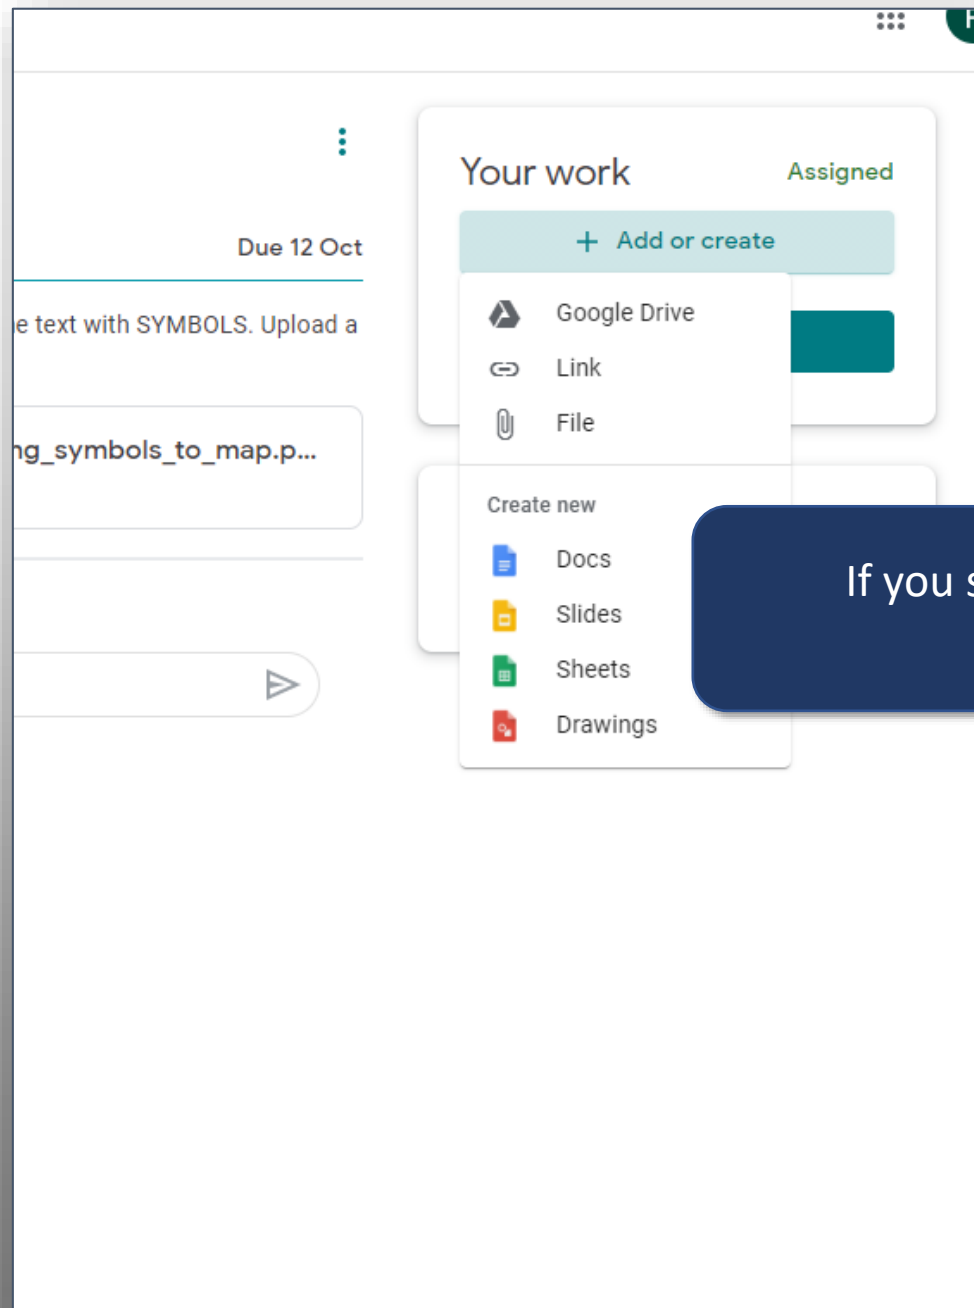 Your work
Assigned
+ Add or create
Due 12 Oct
Google Drive
text with SYMBOLS. Upload a
Link
File
symbols_to_map.p...
Create new
Docs
If you
Slides
Sheets
Drawings